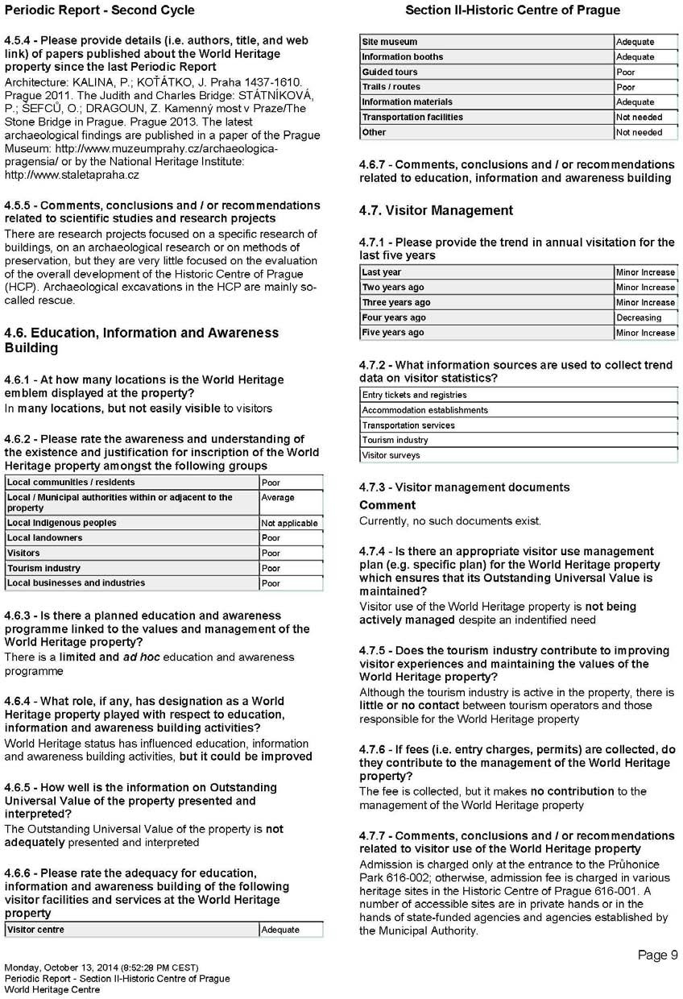 Periodic Report - Second Cycle
Section II-Historic Centre of Prague
4.5.4 - Please provide details (i.e. authors, title, and web
link) of papers published about the World Heritage
property since the last Periodic Report
Architecture: KALINA, P.; KOŤÁTKO, J. Praha 1437-1610.
Prague 2011. The Judith and Charles Bridge: STÁTNÍKOVÁ,
P.; ŠEFCŮ, O.; DRAGOUN, Z. Kamenný most v Praze/The
Stone Bridge in Prague. Prague 2013. The latest
archaeological findings are published in a paper of the Prague
Museum: http://www.muzeumprahy.cz/archaeologica-
pragensia/ or by the National Heritage Institute:
http://www.staletapraha.cz
4.5.5 - Comments, conclusions and / or recommendations
related to scientific studies and research projects
There are research projects focused on a specific research of
buildings, on an archaeological research or on methods of
preservation, but they are very little focused on the evaluation
of the overall development of the Historic Centre of Prague
(HCP). Archaeological excavations in the HCP are mainly so-
called rescue.
4.6. Education, Information and Awareness
Building
4.6.1 - At how many locations is the World Heritage
emblem displayed at the property?
In many locations, but not easily visible to visitors
4.6.2 - Please rate the awareness and understanding of
the existence and justification for inscription of the World
Heritage property amongst the following groups
Local communities / residents Poor
Local / Municipal authorities within or adjacent to the Average
property
Local Indigenous peoples Not applicable
Local landowners Poor
Visitors Poor
Tourism industry Poor
Local businesses and industries Poor
4.6.3 - Is there a planned education and awareness
programme linked to the values and management of the
World Heritage property?
There is a limited and ad hoc education and awareness
programme
4.6.4 - What role, if any, has designation as a World
Heritage property played with respect to education,
information and awareness building activities?
World Heritage status has influenced education, information
and awareness building activities, but it could be improved
4.6.5 - How well is the information on Outstanding
Universal Value of the property presented and
interpreted?
The Outstanding Universal Value of the property is not
adequately presented and interpreted
4.6.6 - Please rate the adequacy for education,
information and awareness building of the following
visitor facilities and services at the World Heritage
property
Visitor centre Adequate
Site museum Adequate
Information booths Adequate
Guided tours Poor
Trails / routes Poor
Information materials Adequate
Transportation facilities Not needed
Other Not needed
4.6.7 - Comments, conclusions and / or recommendations
related to education, information and awareness building
4.7. Visitor Management
4.7.1 - Please provide the trend in annual visitation for the
last five years
Last year Minor Increase
Two years ago Minor Increase
Three years ago Minor Increase
Four years ago Decreasing
Five years ago Minor Increase
4.7.2 - What information sources are used to collect trend
data on visitor statistics?
Entry tickets and registries
Accommodation establishments
Transportation services
Tourism industry
Visitor surveys
4.7.3 - Visitor management documents
Comment
Currently, no such documents exist.
4.7.4 - Is there an appropriate visitor use management
plan (e.g. specific plan) for the World Heritage property
which ensures that its Outstanding Universal Value is
maintained?
Visitor use of the World Heritage property is not being
actively managed despite an indentified need
4.7.5 - Does the tourism industry contribute to improving
visitor experiences and maintaining the values of the
World Heritage property?
Although the tourism industry is active in the property, there is
little or no contact between tourism operators and those
responsible for the World Heritage property
4.7.6 - If fees (i.e. entry charges, permits) are collected, do
they contribute to the management of the World Heritage
property?
The fee is collected, but it makes no contribution to the
management of the World Heritage property
4.7.7 - Comments, conclusions and / or recommendations
related to visitor use of the World Heritage property
Admission is charged only at the entrance to the Průhonice
Park 616-002; otherwise, admission fee is charged in various
heritage sites in the Historic Centre of Prague 616-001. A
number of accessible sites are in private hands or in the
hands of state-funded agencies and agencies established by
the Municipal Authority.
Page 9
Monday, October 13, 2014 (8:52:28 PM CEST)
Periodic Report - Section II-Historic Centre of Prague
World Heritage Centre